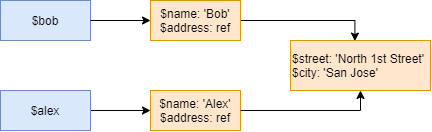 $bob
$name: 'Bob'
$address: ref
$street: 'North 1st Street'
$city: 'San Jose'
$alex
$name: 'Alex'
$address: ref